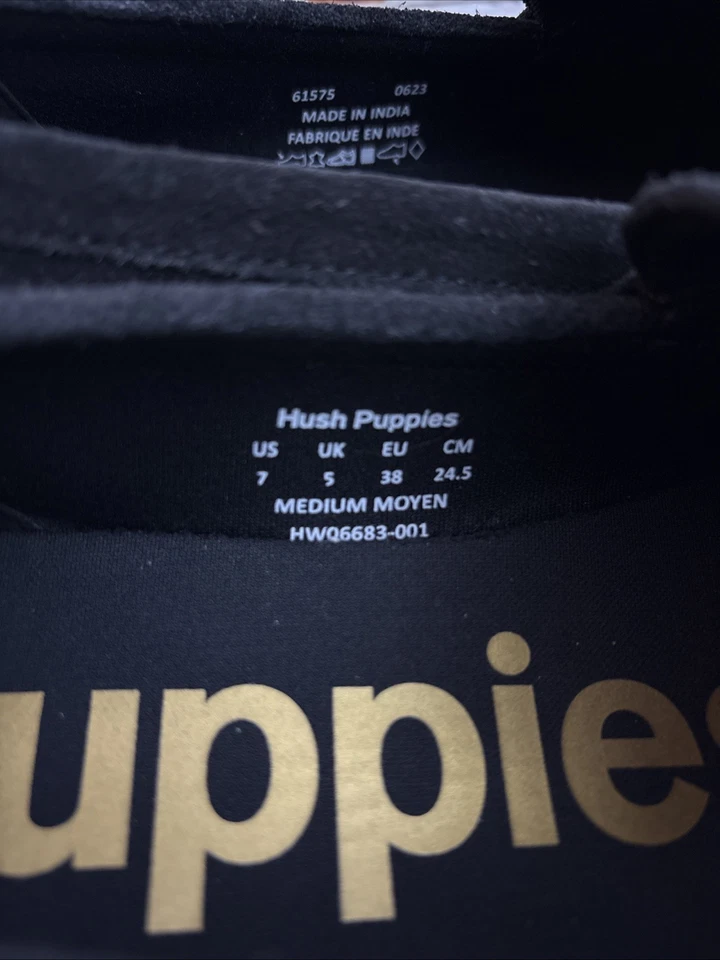 61575 0623
MADE IN INDIA
FABRIQUE EN INDE
Hush Puppies
US UK EU CM
7 5 38 24.5
MEDIUM MOYEN
HWQ6683-001
uppies